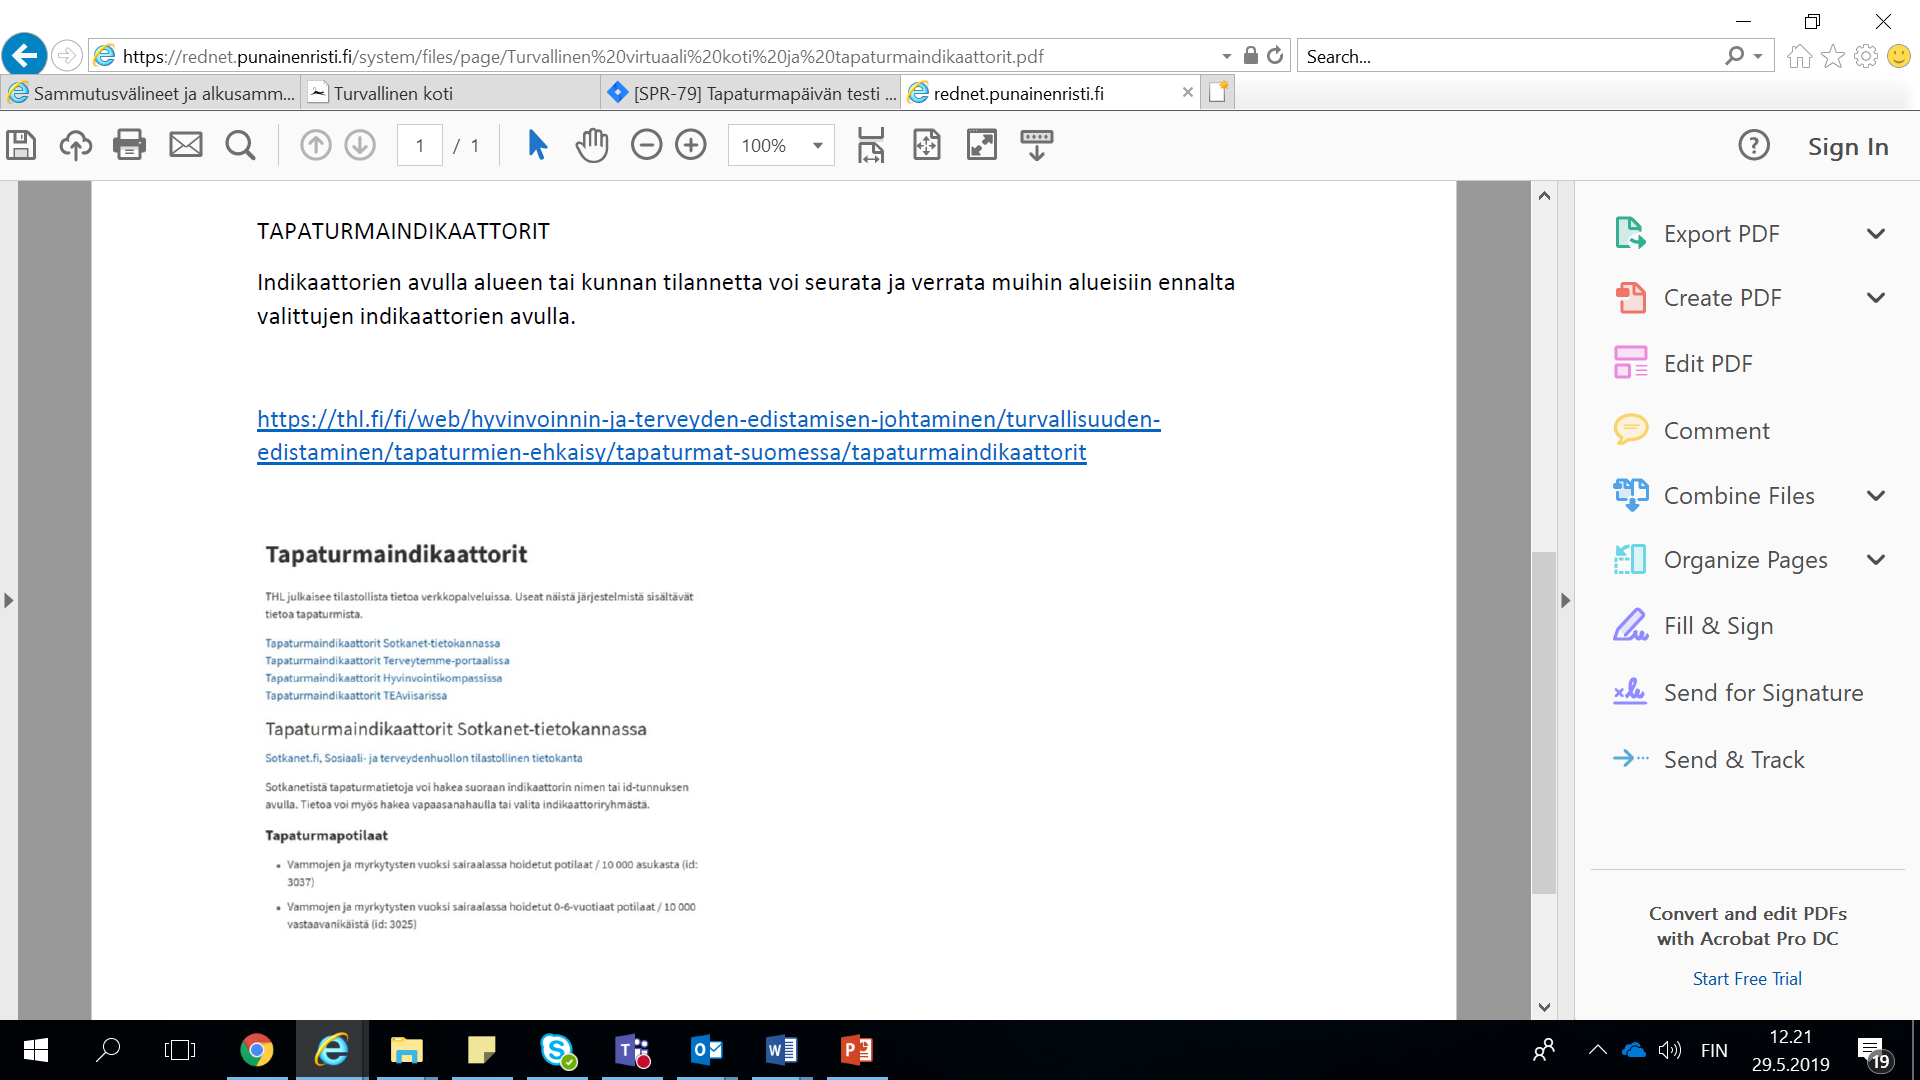 https://rednet.punainenristi.fi/system/files/page/Turvallinen%20virtuaali%20koti%20ja%20tapaturmaindikaattorit.pdf
Search...
Sammutusvälineet ja alkusamm...
Turvallinen koti
[SPR-79] Tapaturmapäivän testi ...
rednet.punainenristi.fi
1 / 1
100%
Sign In
TAPATURMAINDIKAATTORIT
Indikaattorien avulla alueen tai kunnan tilannetta voi seurata ja verrata muihin alueisiin ennalta
valittujen indikaattorien avulla.
https://thl.fi/fi/web/hyvinvoinnin-ja-terveyden-edistamisen-johtaminen/turvallisuuden-
edistaminen/tapaturmien-ehkaisy/tapaturmat-suomessa/tapaturmaindikaattorit
Tapaturmaindikaattorit
THL julkaisee tilastollista tietoa verkkopalveluissa. Useat näistä järjestelmistä sisältävät
tietoa tapaturmista.
Tapaturmaindikaattorit Sotkanet-tietokannassa
Tapaturmaindikaattorit Terveytemme-portaalissa
Tapaturmaindikaattorit Hyvinvointikompassissa
Tapaturmaindikaattorit TEAviisarissa
Tapaturmaindikaattorit Sotkanet-tietokannassa
Sotkanet.fi, Sosiaali- ja terveydenhuollon tilastollinen tietokanta
Sotkanetistä tapaturmatietoja voi hakea suoraan indikaattorin nimen tai id-tunnuksen
avulla. Tietoa voi myös hakea vapaasanahaulla tai valita indikaattoriryhmästä.
Tapaturmapotilaat
• Vammojen ja myrkytysten vuoksi sairaalassa hoidetut potilaat / 10 000 asukasta (id:
3037)
• Vammojen ja myrkytysten vuoksi sairaalassa hoidetut 0-6-vuotiaat potilaat / 10 000
vastaavanikäistä (id: 3025)
Export PDF
Create PDF
Edit PDF
Comment
Combine Files
Organize Pages
Fill & Sign
Send for Signature
Send & Track
Convert and edit PDFs
with Acrobat Pro DC
Start Free Trial
FIN
12.21
29.5.2019
19